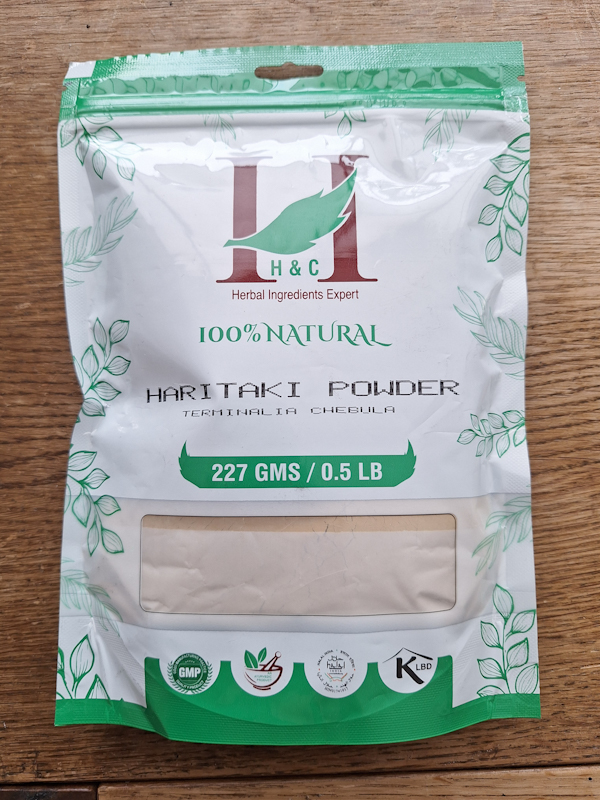 H
H & C
Herbal Ingredients Expert
100% NATURAL
HARITAKI POWDER
TERMINALIA CHEBULA
227 GMS / 0.5 LB
GMP
K LBD